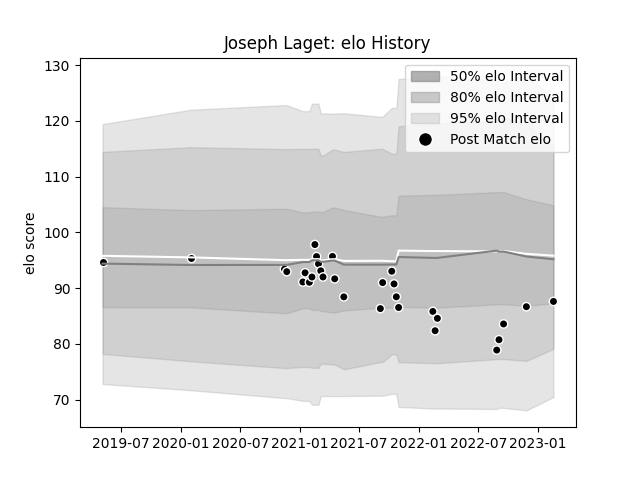 Joseph Laget: elo History
elo score
130
120
110
100
90
80
70
50% elo Interval
80% elo Interval
95% elo Interval
Post Match elo
2019-07 2020-01 2020-07 2021-01 2021-07 2022-01 2022-07 2023-01